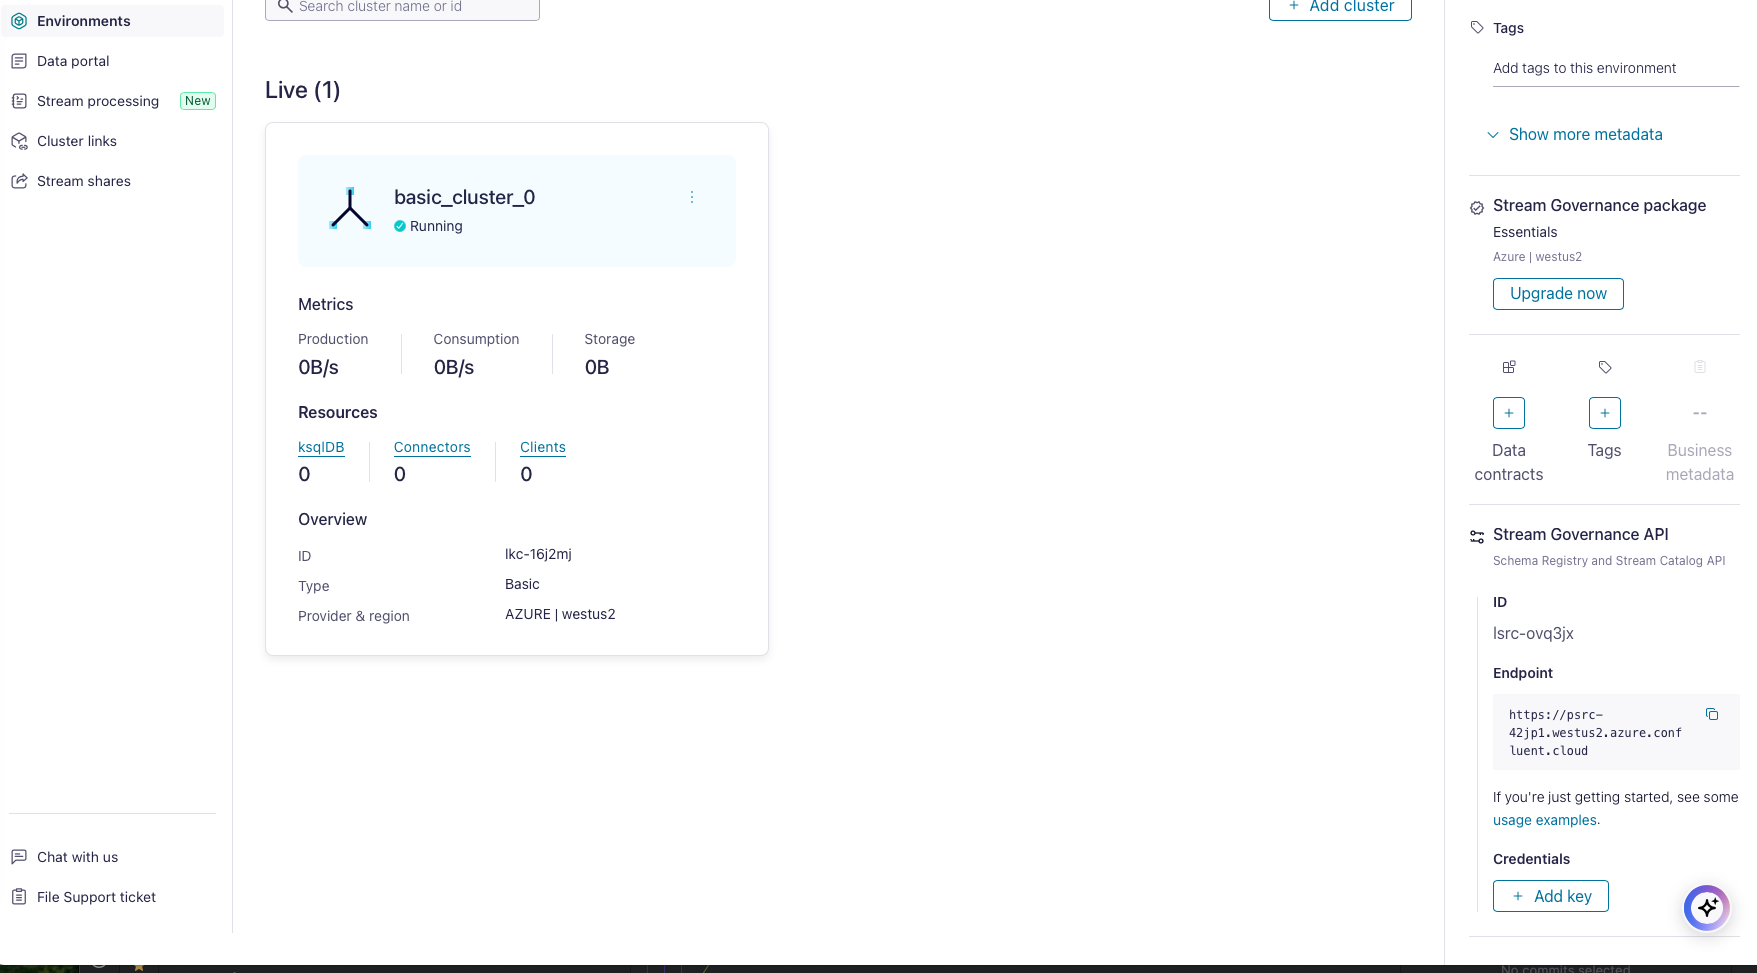 Environments
Data portal
Stream processing New
Cluster links
Stream shares
Chat with us
File Support ticket
Search cluster name or id
+ Add cluster
Live (1)
basic_cluster_0
Running
Metrics
Production
0B/s
Consumption
0B/s
Storage
0B
Resources
ksqlDB
0
Connectors
0
Clients
0
Overview
ID lkc-16j2mj
Type Basic
Provider & region AZURE | westus2
Tags
Add tags to this environment
Show more metadata
Stream Governance package
Essentials
Azure | westus2
Upgrade now
+
Data
contracts
+
Tags
--
Business
metadata
Stream Governance API
Schema Registry and Stream Catalog API
ID
lsrc-ovq3jx
Endpoint
https://psrc-
42jp1.westus2.azure.conf
luent.cloud
If you're just getting started, see some
usage examples.
Credentials
+ Add key
No commits selected